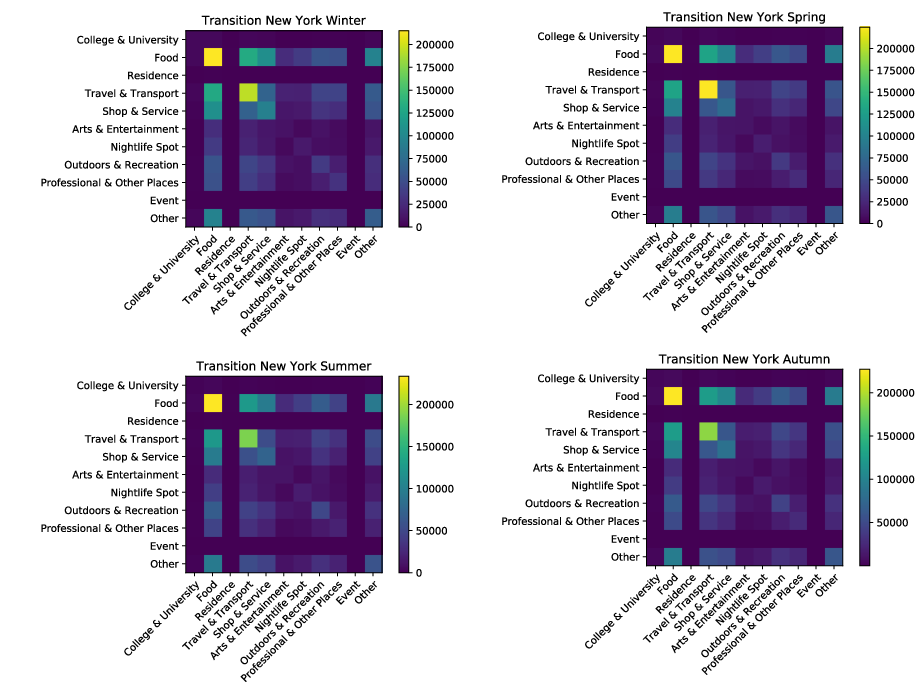 Transition New York Winter
College & University
Food
Residence
Travel & Transport
Shop & Service
Arts & Entertainment
Nightlife Spot
Outdoors & Recreation
Professional & Other Places
Event
Other
College & University
Food
Residence
Travel & Transport
Shop & Service
Arts & Entertainment
Nightlife Spot
Outdoors & Recreation
Professional & Other Places
Event
Other
200000
175000
150000
125000
100000
75000
50000
25000
0
Transition New York Spring
College & University
Food
Residence
Travel & Transport
Shop & Service
Arts & Entertainment
Nightlife Spot
Outdoors & Recreation
Professional & Other Places
Event
Other
College & University
Food
Residence
Travel & Transport
Shop & Service
Arts & Entertainment
Nightlife Spot
Outdoors & Recreation
Professional & Other Places
Event
Other
200000
175000
150000
125000
100000
75000
50000
25000
0
Transition New York Summer
College & University
Food
Residence
Travel & Transport
Shop & Service
Arts & Entertainment
Nightlife Spot
Outdoors & Recreation
Professional & Other Places
Event
Other
College & University
Food
Residence
Travel & Transport
Shop & Service
Arts & Entertainment
Nightlife Spot
Outdoors & Recreation
Professional & Other Places
Event
Other
200000
150000
100000
50000
0
Transition New York Autumn
College & University
Food
Residence
Travel & Transport
Shop & Service
Arts & Entertainment
Nightlife Spot
Outdoors & Recreation
Professional & Other Places
Event
Other
College & University
Food
Residence
Travel & Transport
Shop & Service
Arts & Entertainment
Nightlife Spot
Outdoors & Recreation
Professional & Other Places
Event
Other
200000
150000
100000
50000